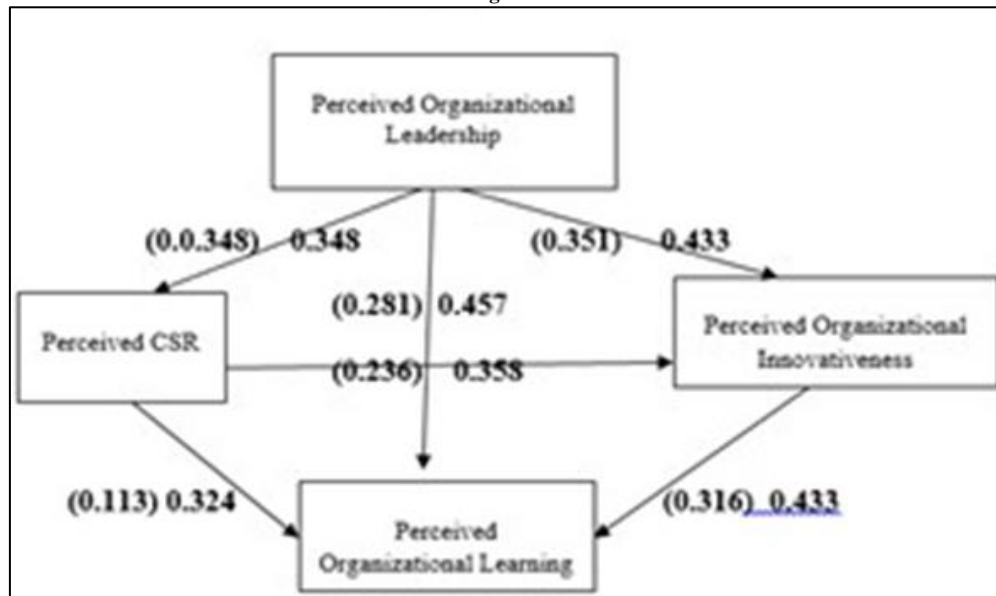 Perceived Organizational
Leadership
(0.0.348) 0.348
(0.351) 0.433
(0.281) 0.457
Perceived CSR
Perceived Organizational
Innovativeness
(0.236) 0.358
(0.113) 0.324
(0.316) 0.433
Perceived
Organizational Learning